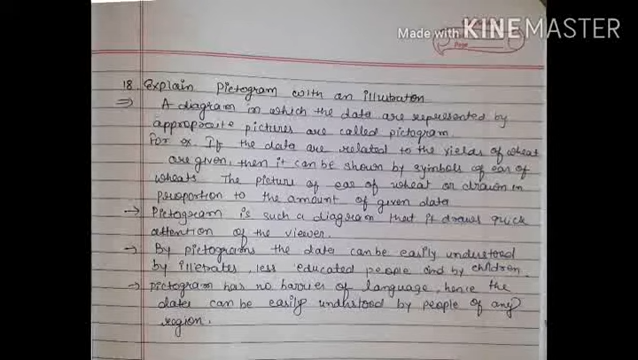 Made with KINEMASTER
Page
18. Explain Pictogram with an illustration
⇒ A diagram in which the data are represented by
appropriate pictures are called pictogram.
For ex. If the data are related to the yields of wheat
are given, then it can be shown by symbols of ear of
wheats. The picture of ear of wheat or drawn in
proportion to the amount of given data
→ Pictogram is such a diagram that it draws quick
attention of the viewer.
→ By pictograms the data can be easily understood
by illetrates, less educated people and by children.
→ pictogram has no barrier of language, hence the
data can be easily understood by people of any
region.